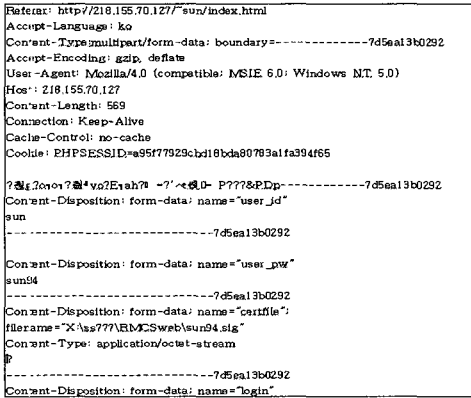 Referer: http://218.155.70.127/~sun/index.html
Accept-Language: ko
Content-Type:multipart/form-data; boundary=---------------7d5ea13b0292
Accept-Encoding: gzip, deflate
User-Agent: Mozilla/4.0 (compatible; MSIE 6.0; Windows NT. 5.0)
Host: 218.155.70.127
Content-Length: 569
Connection: Keep-Alive
Cache-Control: no-cache
Cookie: PHPSESSID=a95f77929cbd18bda80783a1fa394f65
P???&P.Dp-------------7d5ea13b0292
Content-Disposition: form-data; name="user_id"
sun
-----------------------------7d5ea13b0292
Content-Disposition: form-data; name="user_pw"
sun94
-----------------------------7d5ea13b0292
Content-Disposition: form-data; name="certfile";
filename="X:\ss???\RMCSweb\sun94.sig"
Content-Type: application/octet-stream
-----------------------------7d5ea13b0292
Content-Disposition: form-data; name="login"